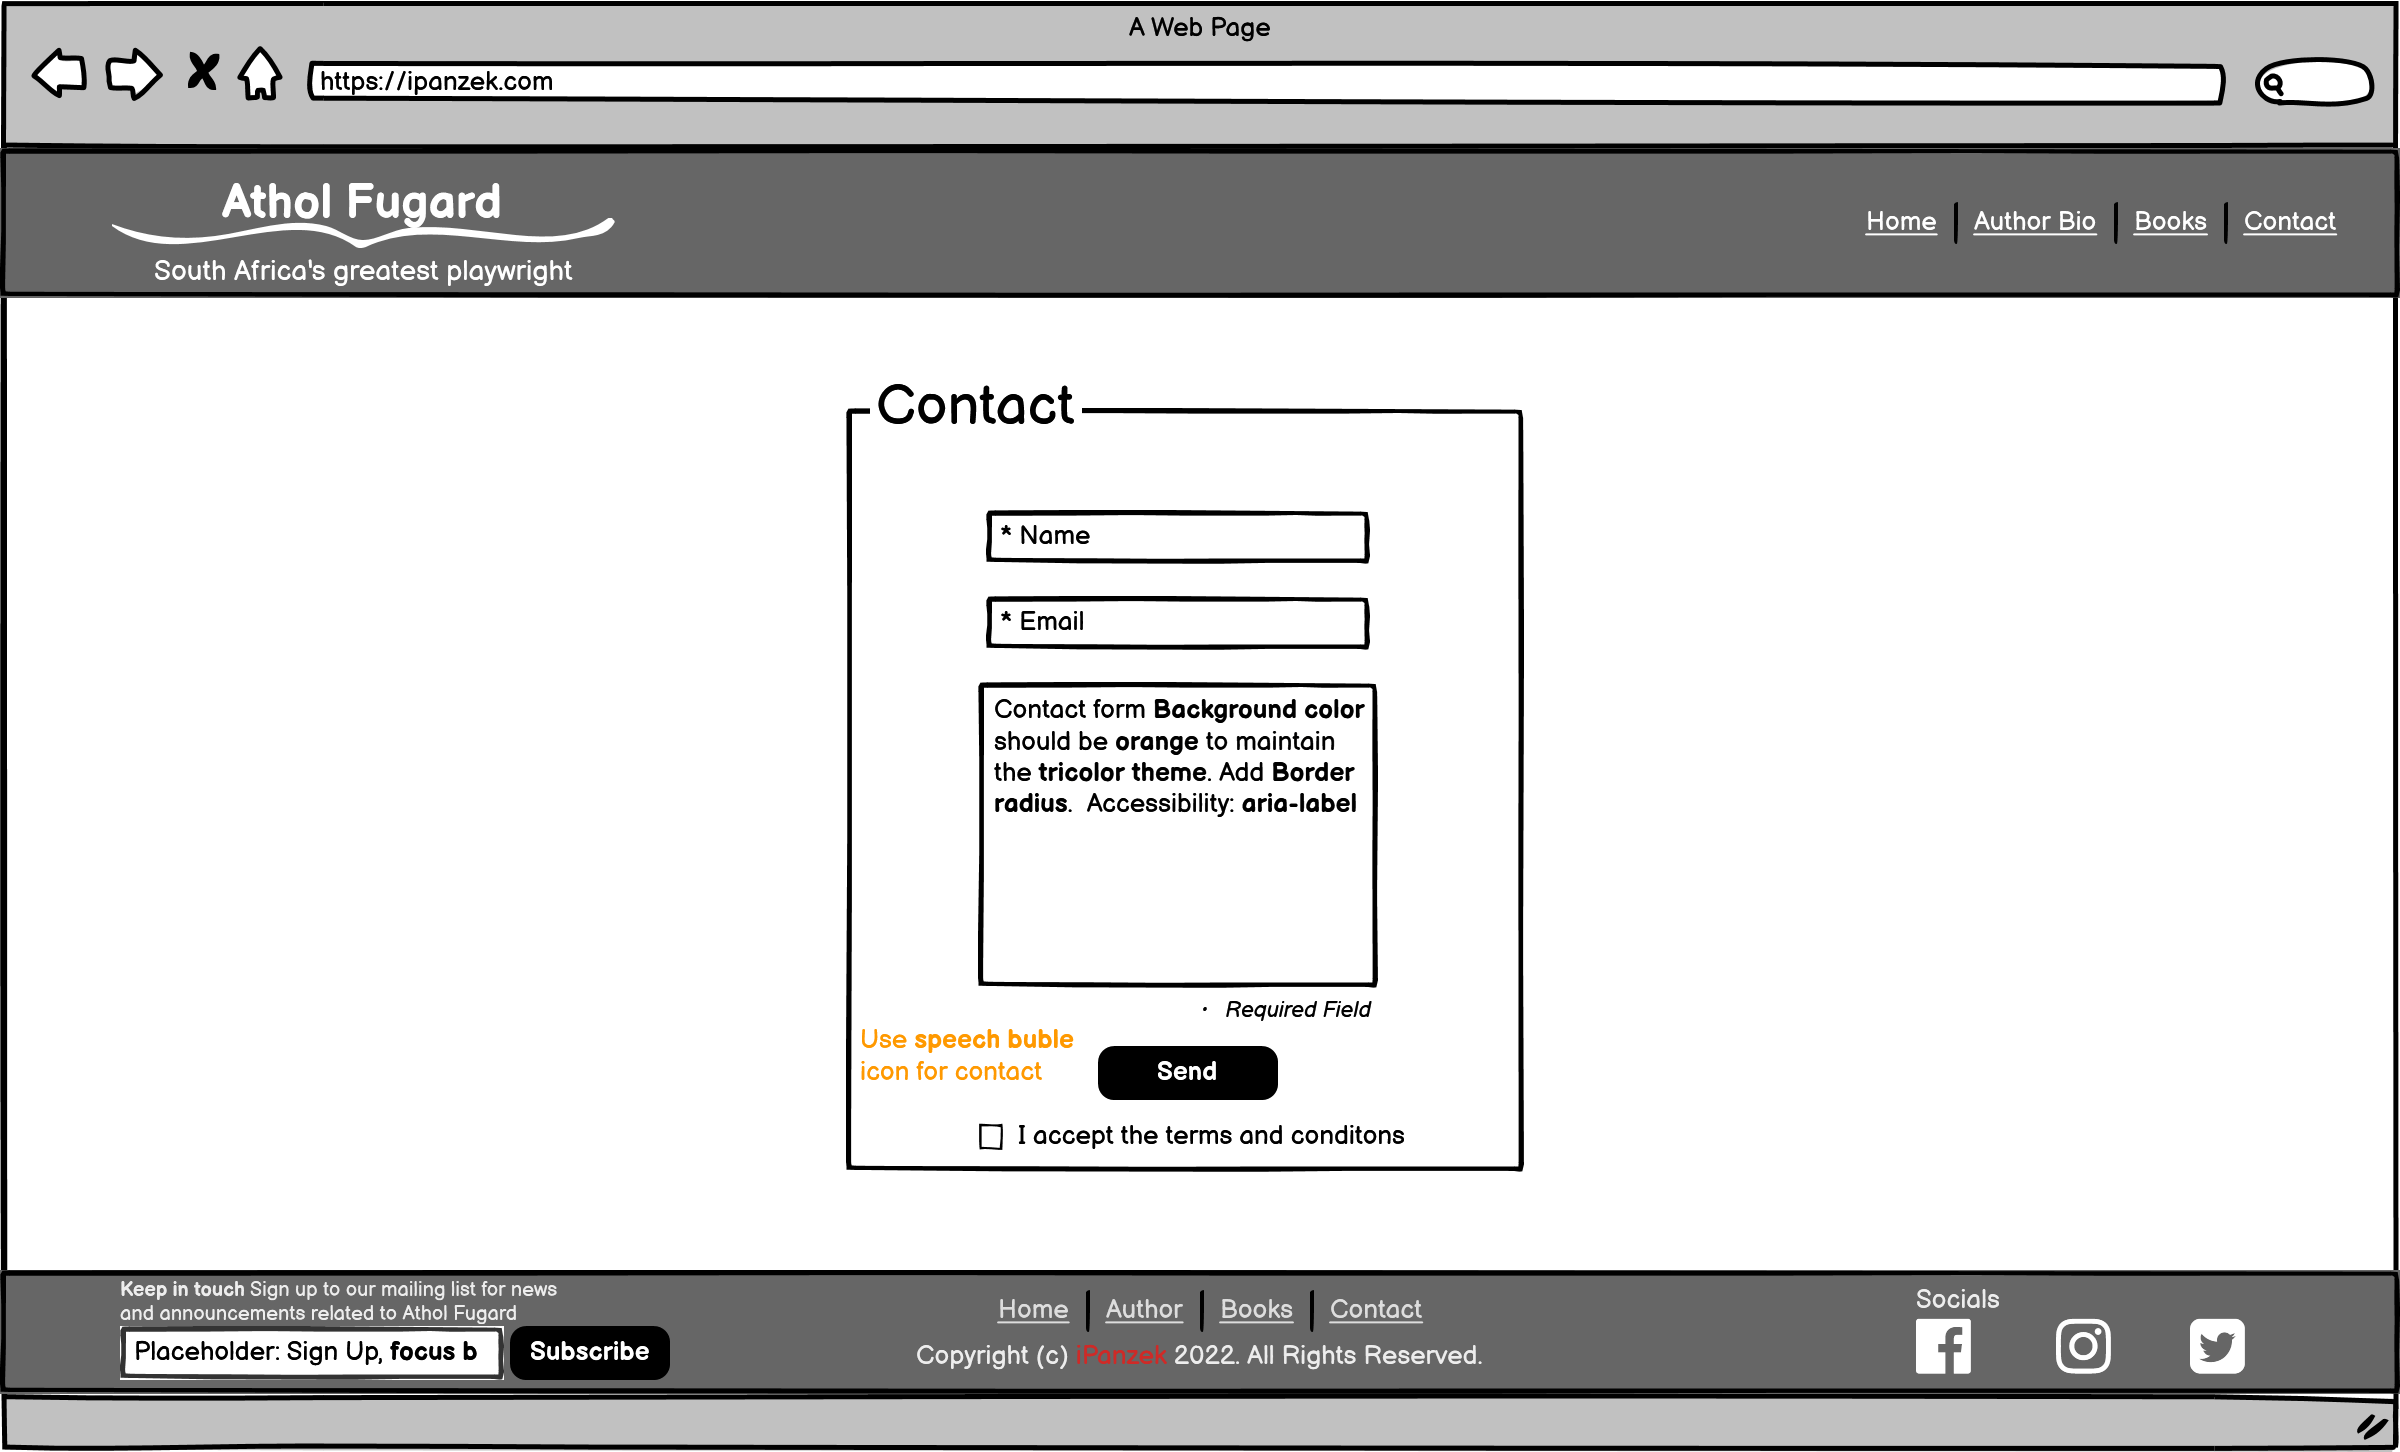 A Web Page
https://ipanzek.com
Athol Fugard
South Africa's greatest playwright
Home Author Bio Books Contact
Contact
* Name
* Email
Contact form Background color
should be orange to maintain
the tricolor theme. Add Border
radius. Accessibility: aria-label
• Required Field
Use speech buble
icon for contact
Send
I accept the terms and conditons
Keep in touch Sign up to our mailing list for news
and announcements related to Athol Fugard
Placeholder: Sign Up, focus b
Subscribe
Home Author Books Contact
Copyright (c) iPanzek 2022. All Rights Reserved.
Socials